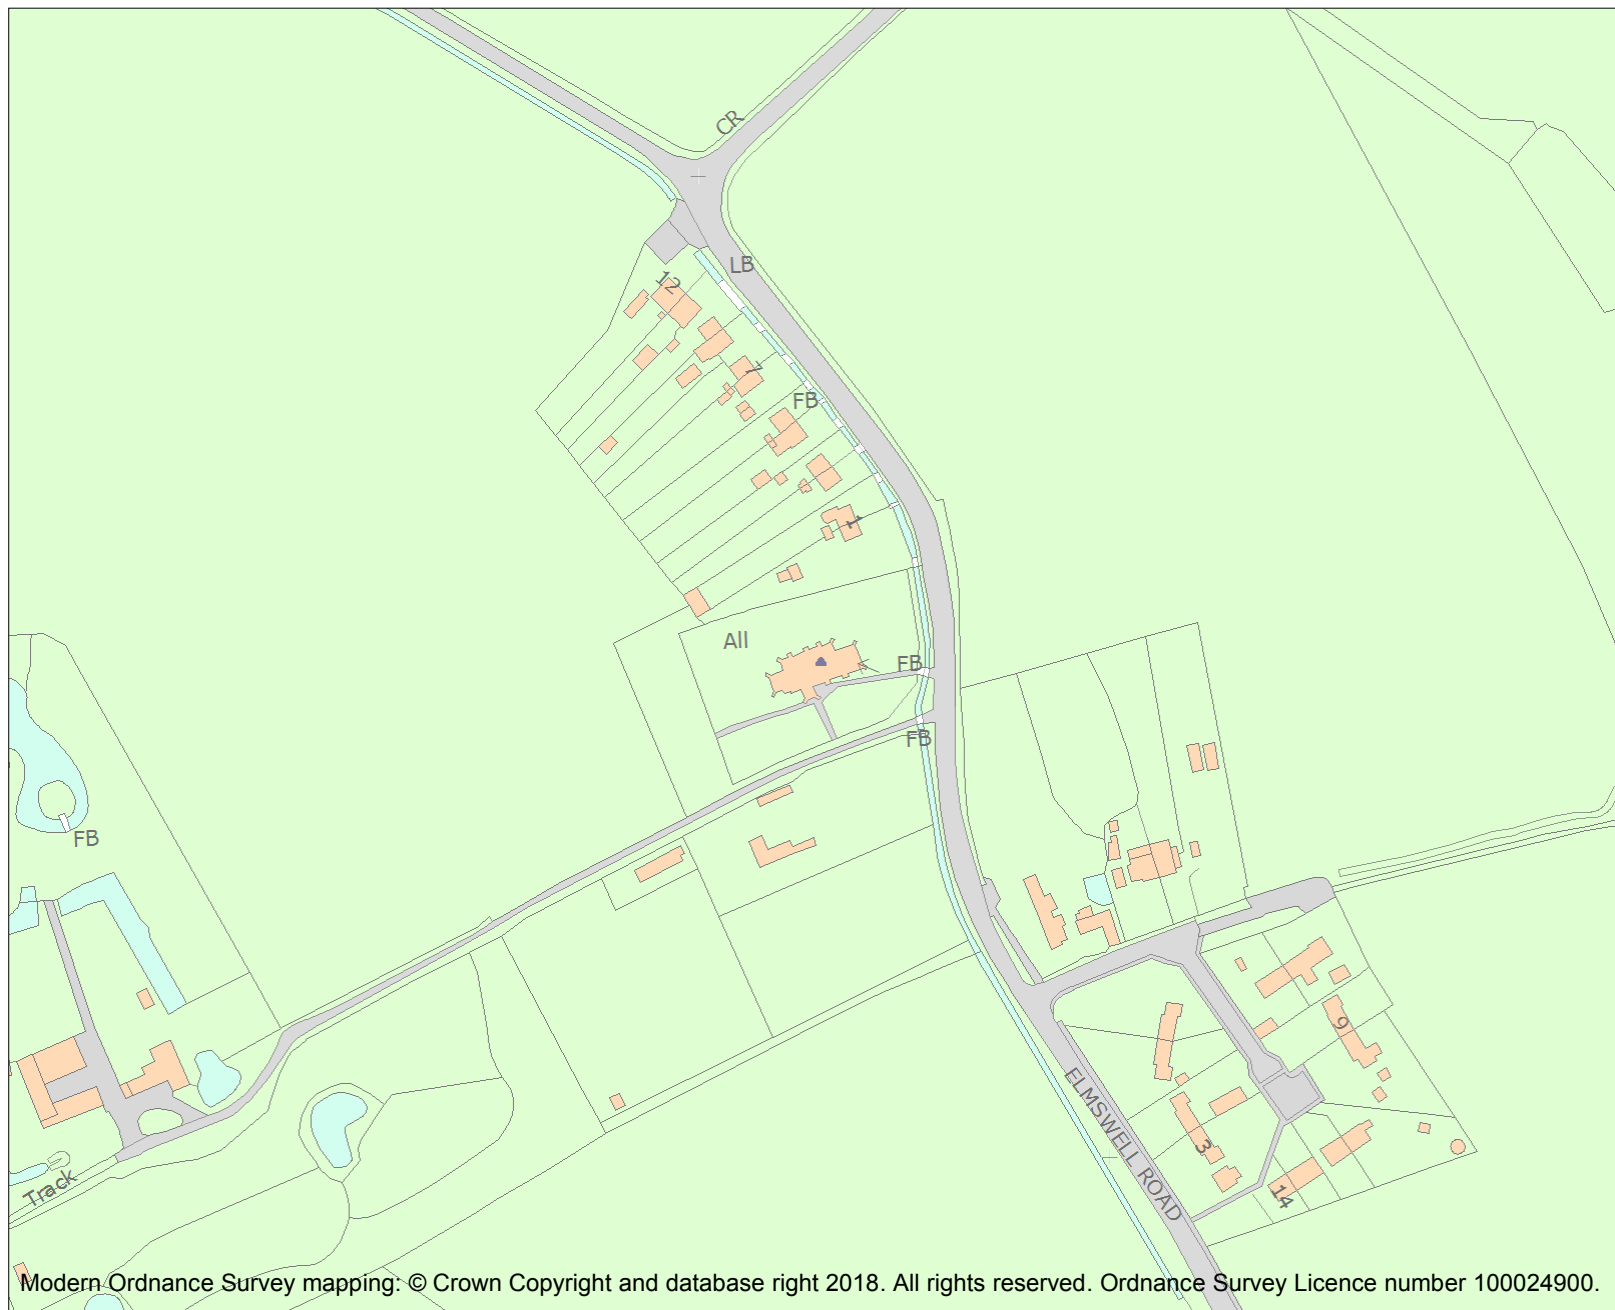 CR
LB
12
7
FB
1
All
FB
FB
FB
9
ELMSWELL ROAD
3
14
Track
Modern Ordnance Survey mapping: © Crown Copyright and database right 2018. All rights reserved. Ordnance Survey Licence number 100024900.